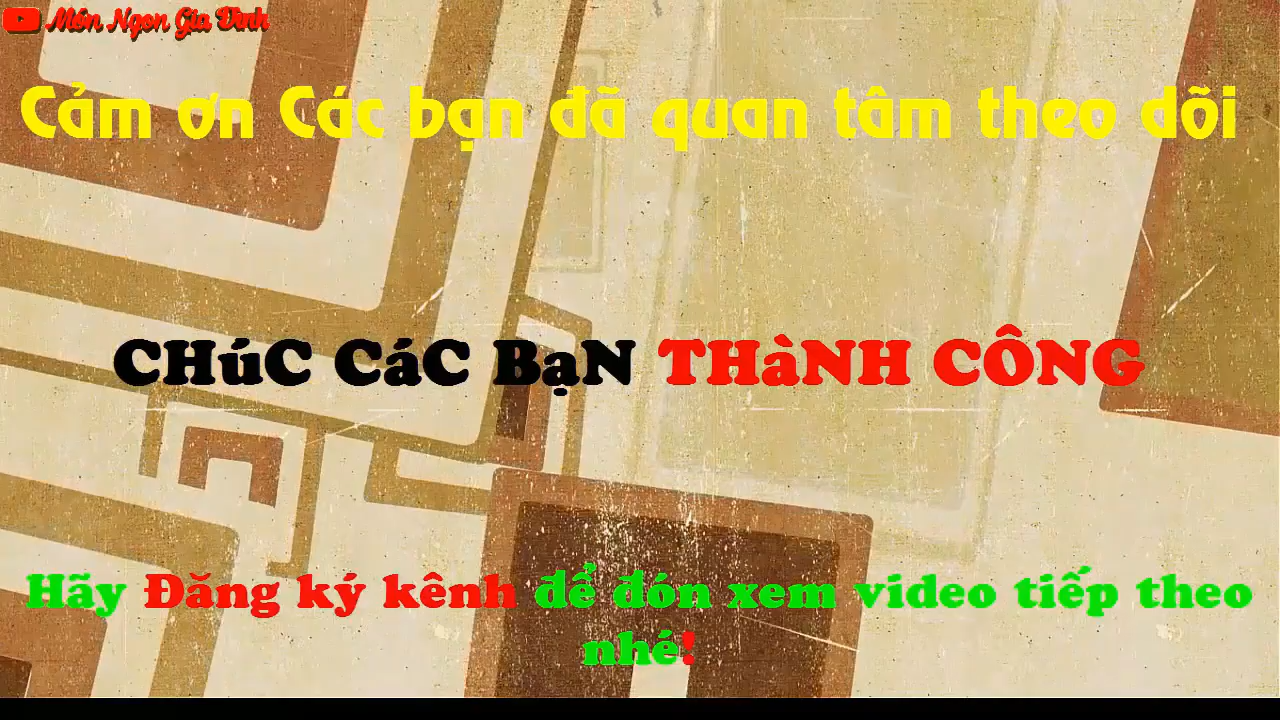 Món Ngon Gia Đình
Cảm ơn Các bạn đã quan tâm theo dõi
CHúC CáC BạN THàNH CÔNG
Hãy Đăng ký kênh để đón xem video tiếp theo
nhé!